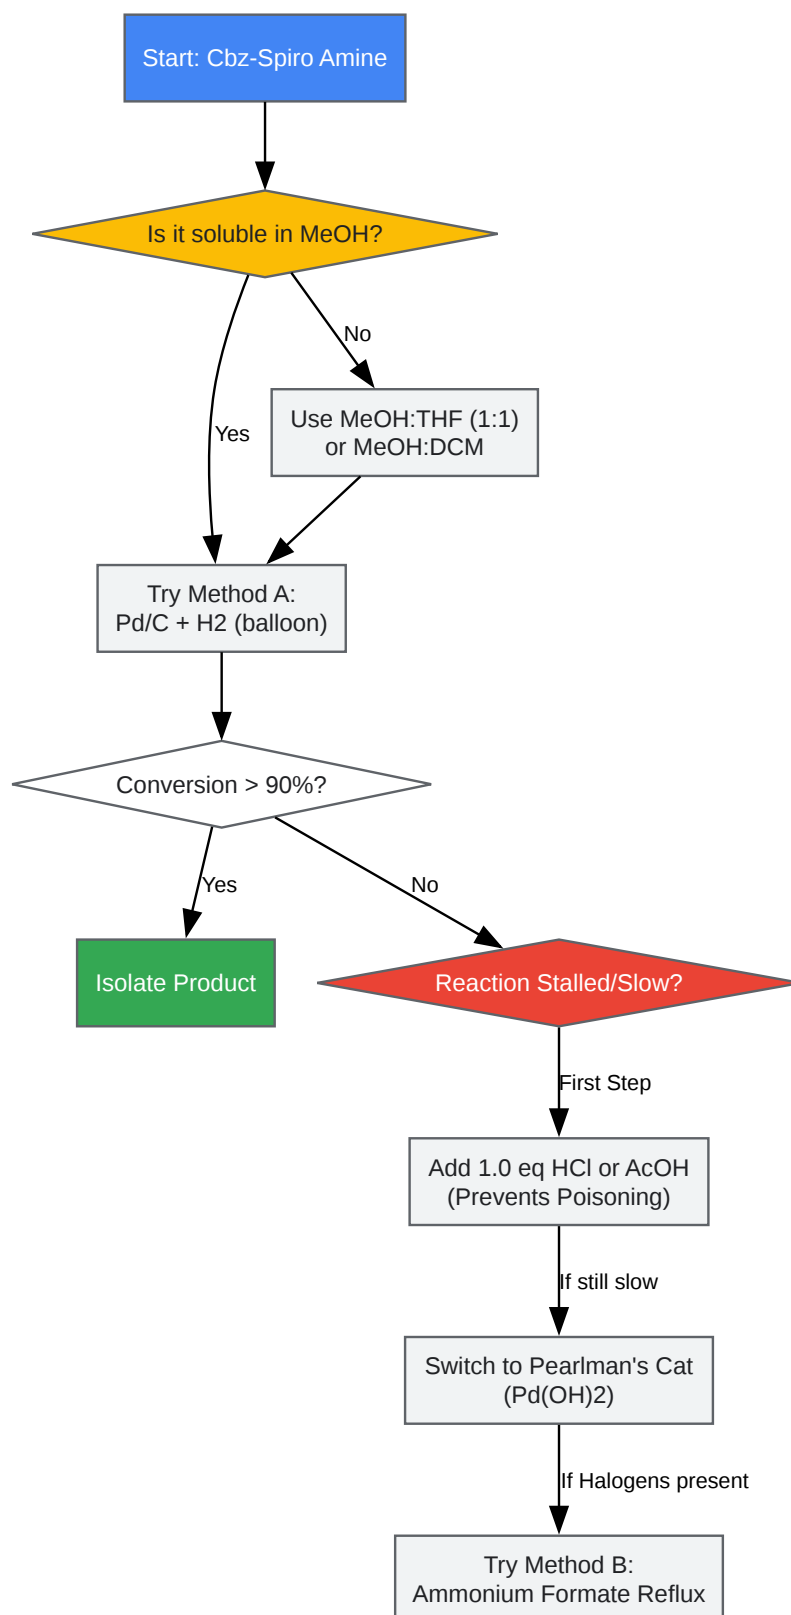 Start: Cbz-Spiro Amine
Is it soluble in MeOH?
No
Use MeOH:THF (1:1)
or MeOH:DCM
Yes
Try Method A:
Pd/C + H2 (balloon)
Conversion > 90%?
Yes
No
Isolate Product
Reaction Stalled/Slow?
First Step
Add 1.0 eq HCl or AcOH
(Prevents Poisoning)
If still slow
Switch to Pearlman's Cat
(Pd(OH)2)
If Halogens present
Try Method B:
Ammonium Formate Reflux